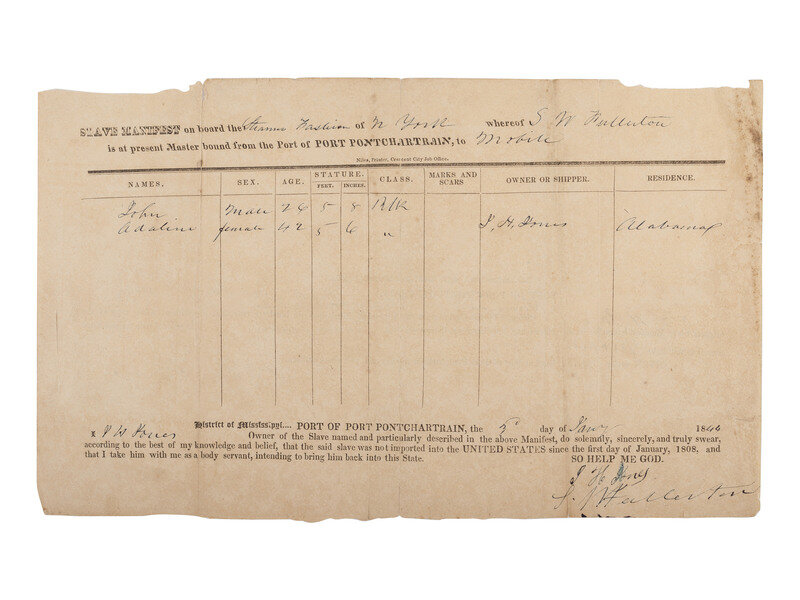 SLAVE MANIFEST on board the Steamer Fashion of N York whereof S W Fullerton
is at present Master bound from the Port of PORT PONTCHARTRAIN, to Mobile
Niles, Printer, Crescent City Job Office.
NAMES. SEX. AGE. STATURE. FEET. INCHES. CLASS. MARKS AND SCARS OWNER OR SHIPPER. RESIDENCE.
John Male 26 5 8 Blk
Adaline female 42 5 6 " J. H. Jones Alabama
District of Mississippi.... PORT OF PORT PONTCHARTRAIN, the 5 day of Jany 1844
I J H Jones Owner of the Slave named and particularly described in the above Manifest, do solemnly, sincerely, and truly swear,
according to the best of my knowledge and belief, that the said slave was not imported into the UNITED STATES since the first day of January, 1808. and
that I take him with me as a body servant, intending to bring him back into this State. SO HELP ME GOD.
J H Jones
S. W Fullerton